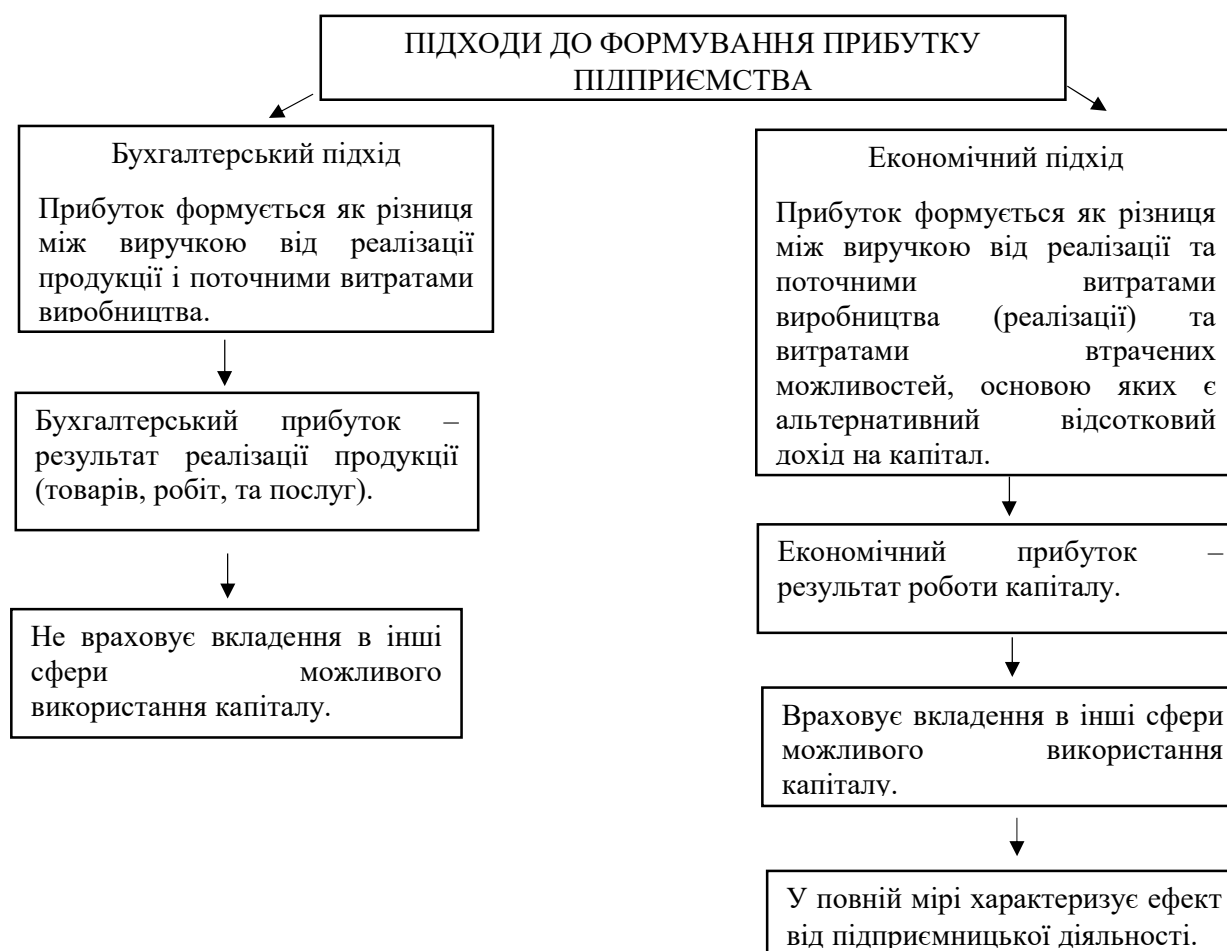 ПІДХОДИ ДО ФОРМУВАННЯ ПРИБУТКУ
ПІДПРИЄМСТВА
Бухгалтерський підхід
Прибуток формується як різниця
між виручкою від реалізації
продукції і поточними витратами
виробництва.
Бухгалтерський прибуток –
результат реалізації продукції
(товарів, робіт, та послуг).
Не враховує вкладення в інші
сфери можливого
використання капіталу.
Економічний підхід
Прибуток формується як різниця
між виручкою від реалізації та
поточними витратами
виробництва (реалізації) та
витратами втрачених
можливостей, основою яких є
альтернативний відсотковий
дохід на капітал.
Економічний прибуток –
результат роботи капіталу.
Враховує вкладення в інші сфери
можливого використання
капіталу.
У повній мірі характеризує ефект
від підприємницької діяльності.